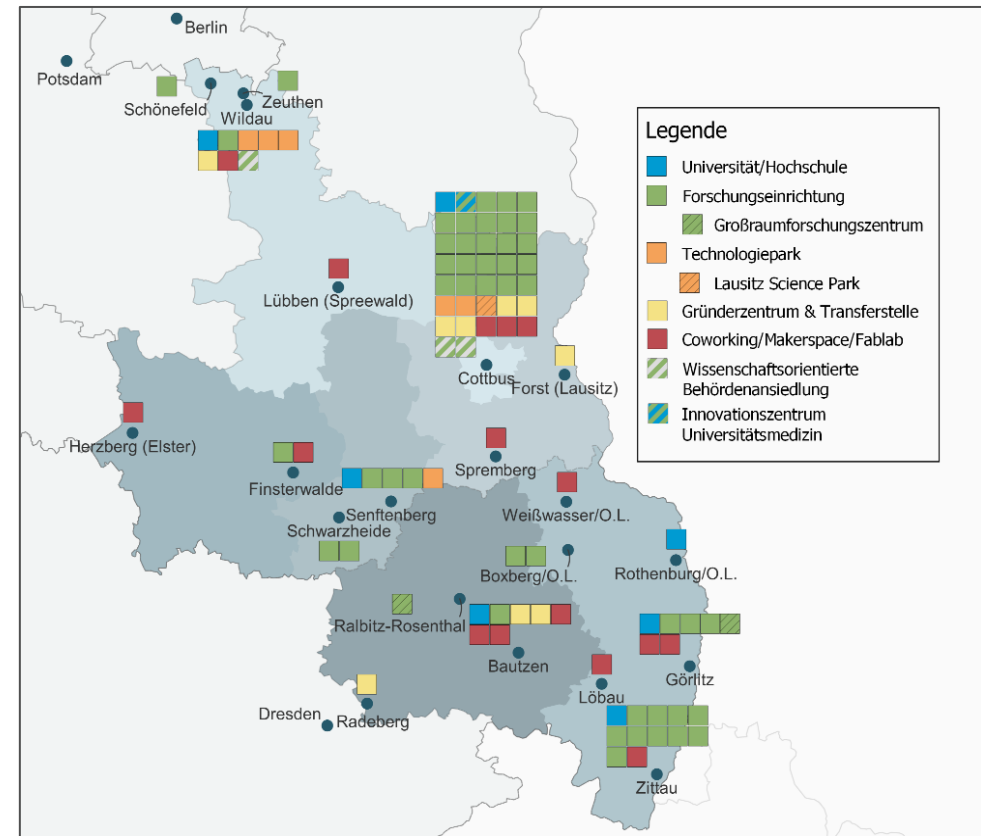 Berlin
Potsdam
Schönefeld
Zeuthen
Wildau
Lübben (Spreewald)
Cottbus
Forst (Lausitz)
Herzberg (Elster)
Finsterwalde
Spremberg
Senftenberg
Schwarzheide
Weißwasser/O.L.
Boxberg/O.L.
Rothenburg/O.L.
Ralbitz-Rosenthal
Bautzen
Görlitz
Löbau
Dresden
Radeberg
Zittau
Legende
Universität/Hochschule
Forschungseinrichtung
Großraumforschungszentrum
Technologiepark
Lausitz Science Park
Gründerzentrum & Transferstelle
Coworking/Makerspace/Fablab
Wissenschaftsorientierte
Behördenansiedlung
Innovationszentrum
Universitätsmedizin